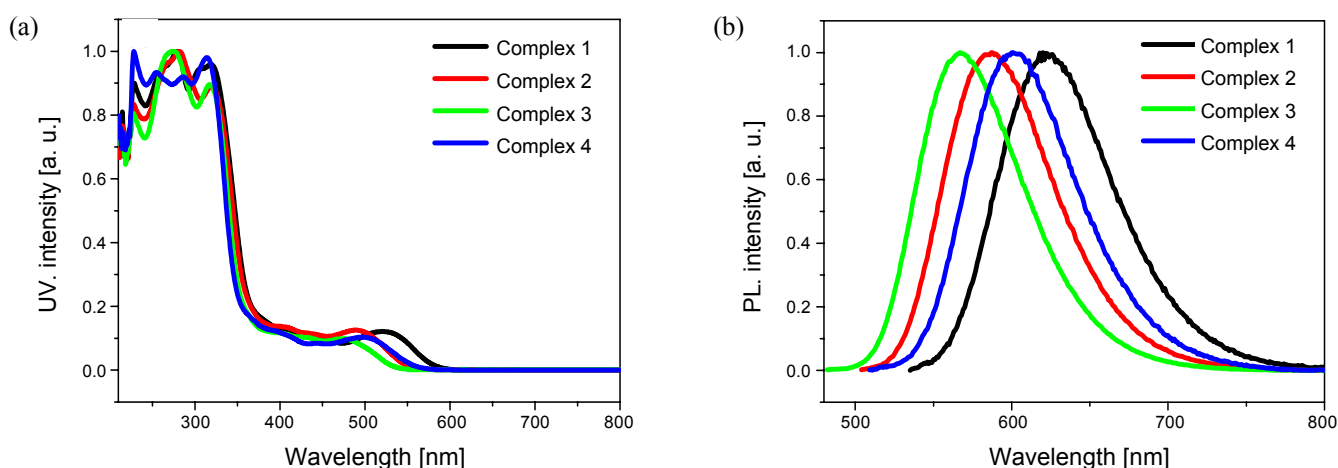 (a)
UV. intensity [a. u.]
1.0
0.8
0.6
0.4
0.2
0.0
Complex 1
Complex 2
Complex 3
Complex 4
300
400
500
600
700
800
Wavelength [nm]
(b)
PL. intensity [a. u.]
1.0
0.8
0.6
0.4
0.2
0.0
Complex 1
Complex 2
Complex 3
Complex 4
500
600
700
800
Wavelength [nm]